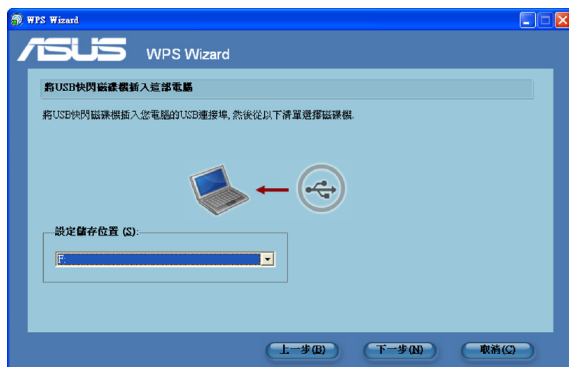 WPS Wizard
ASUS WPS Wizard
將USB快閃磁碟機插入這部電腦
將USB快閃磁碟機插入您電腦的USB連接埠, 然後從以下清單選擇磁碟機.
設定儲存位置 (S):
F:
上一步(B) 下一步(N) 取消(C)